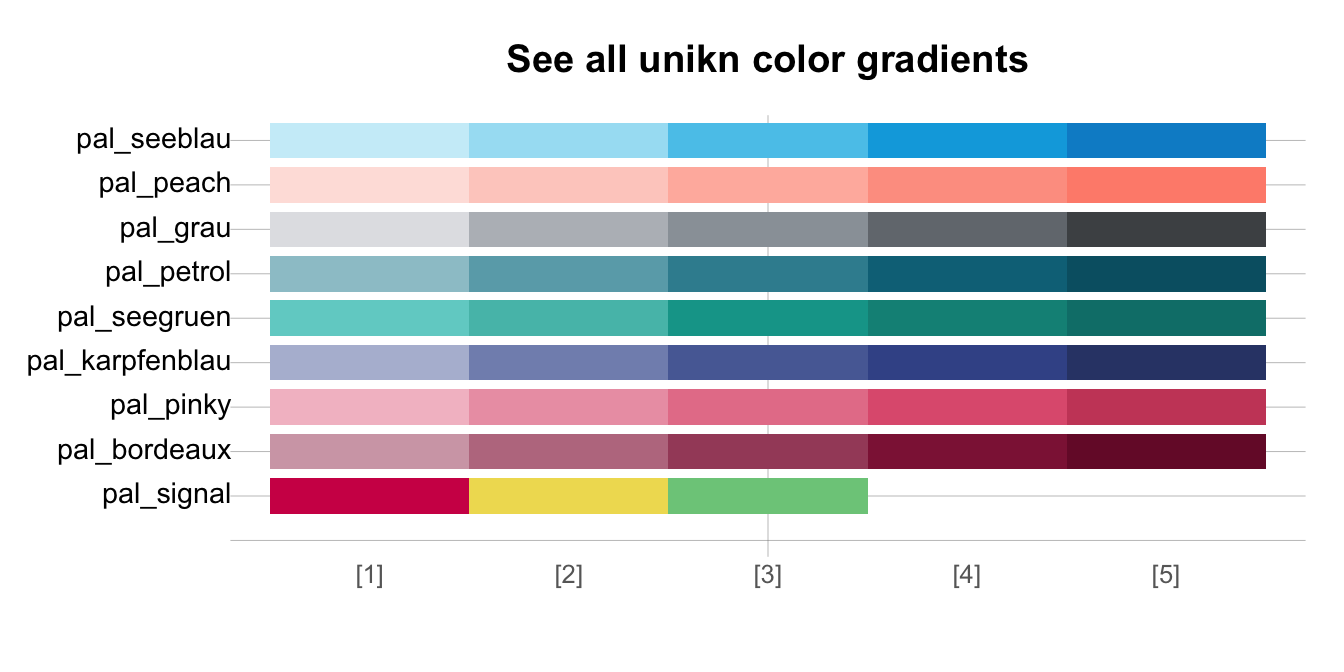 See all unikn color gradients
pal_seeblau
pal_peach
pal_grau
pal_petrol
pal_seegruen
pal_karpfenblau
pal_pinky
pal_bordeaux
pal_signal
[1] [2] [3] [4] [5]